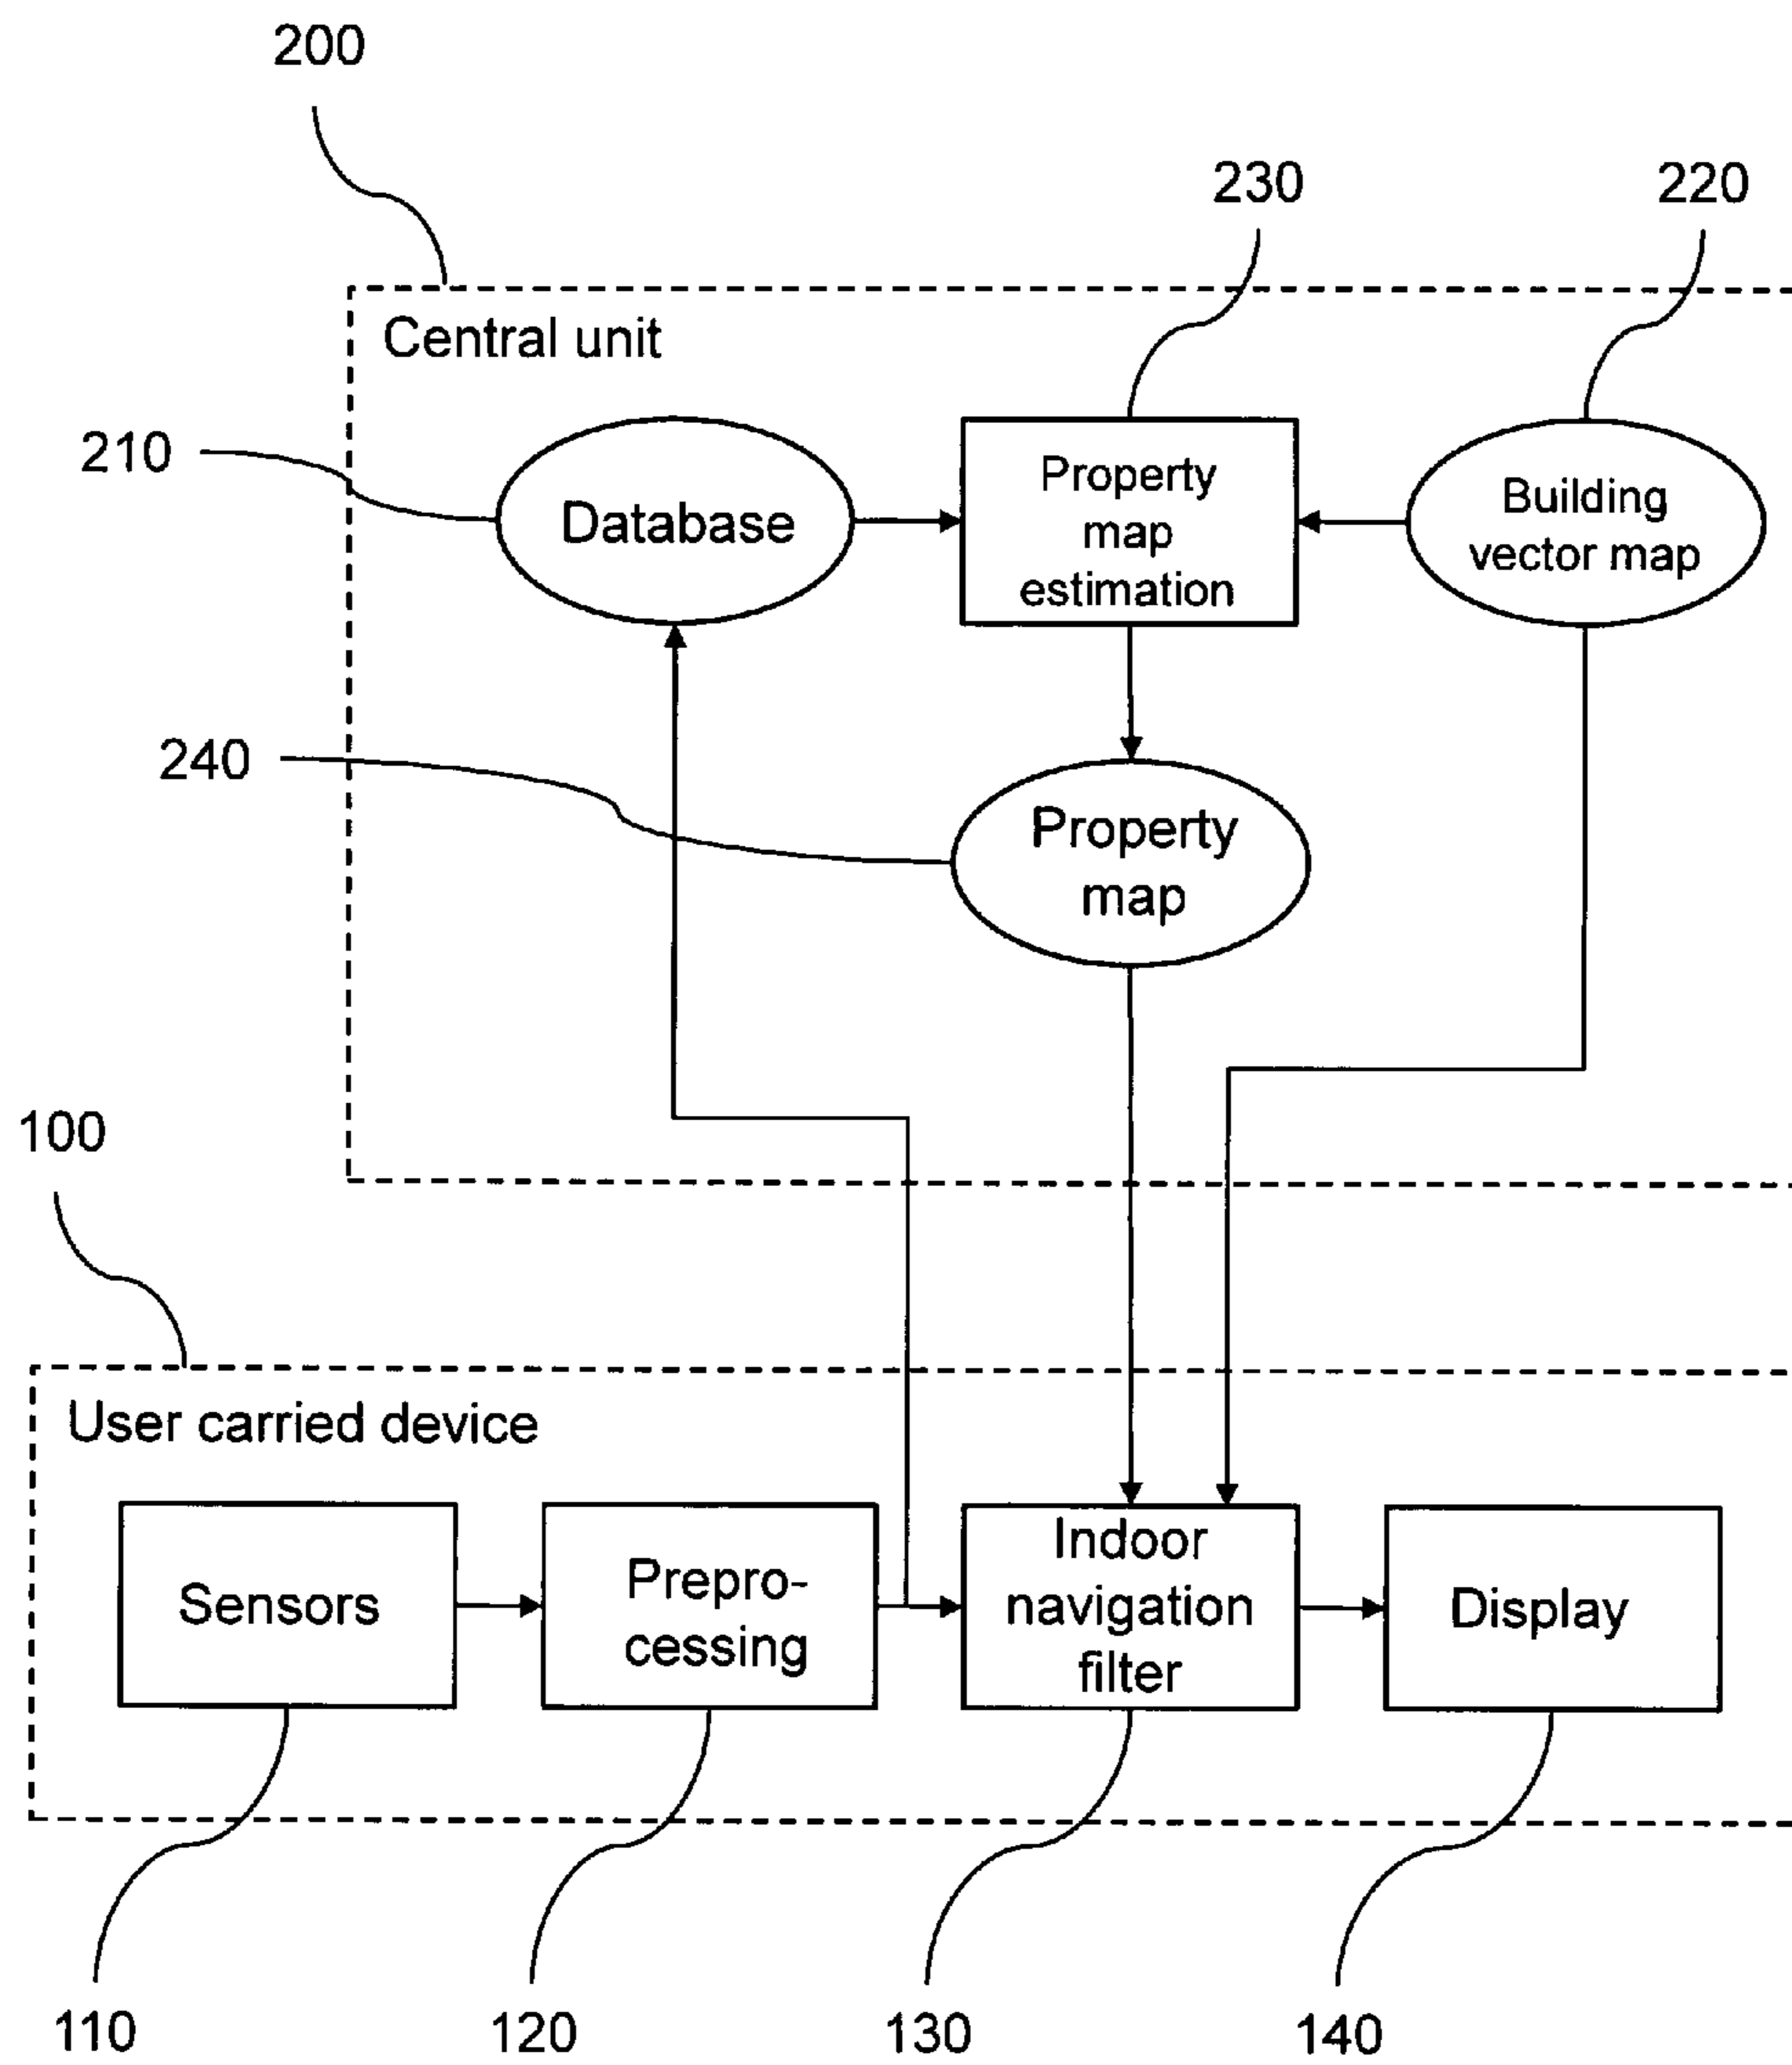 200
230
220
Central unit
210
Database
Property
map
estimation
Building
vector map
240
Property
map
100
User carried device
Sensors
Prepro-
cessing
Indoor
navigation
filter
Display
110
120
130
140